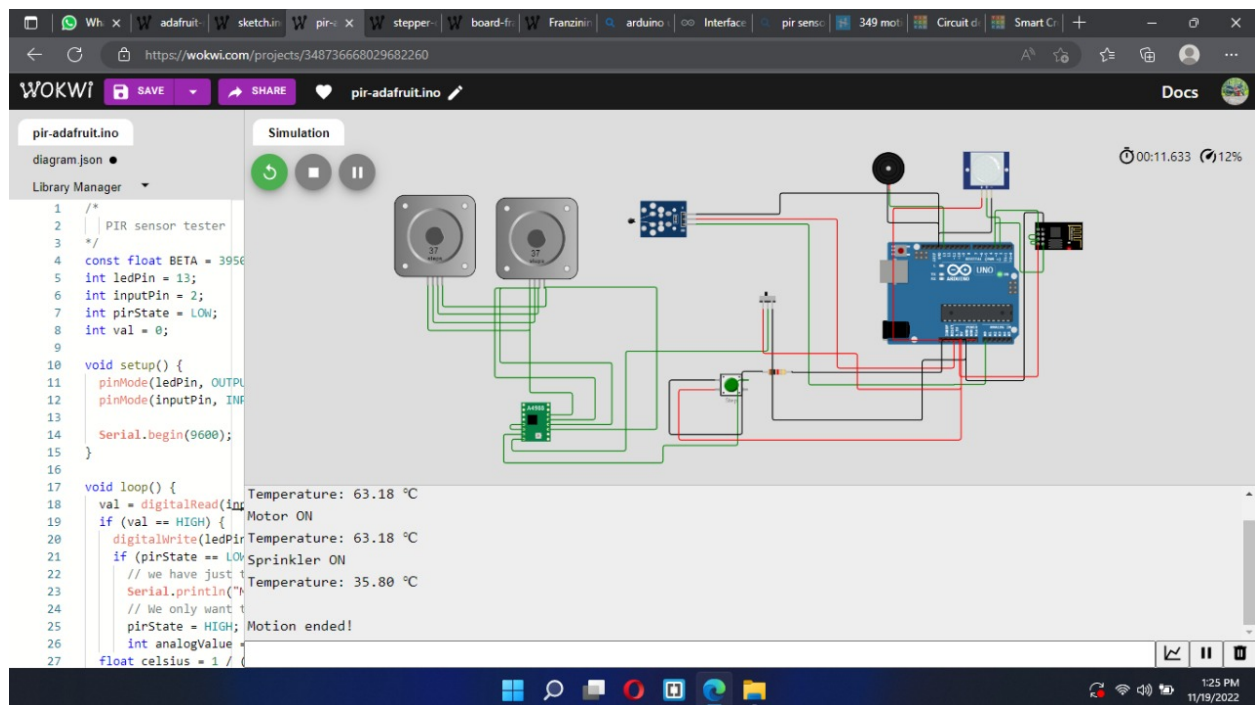 Wh
adafruit-
sketch.in
pir-a
stepper-
board-fr
Franzinin
arduino
Interface
pir senso
349 moti
Circuit d
Smart Cr
https://wokwi.com/projects/348736668029682260
WOKWI
SAVE
SHARE
pir-adafruit.ino
Docs
pir-adafruit.ino
diagram.json ●
Library Manager
Simulation
00:11.633
12%
1 /*
2 PIR sensor tester
3 */
4 const float BETA = 3950
5 int ledPin = 13;
6 int inputPin = 2;
7 int pirState = LOW;
8 int val = 0;
9
10 void setup() {
11 pinMode(ledPin, OUTPU
12 pinMode(inputPin, INP
13
14 Serial.begin(9600);
15 }
16
17 void loop() {
18 val = digitalRead(inp
19 if (val == HIGH) {
20 digitalWrite(ledPin
21 if (pirState == LOW
22 // we have just t
23 Serial.println("M
24 // We only want t
25 pirState = HIGH;
26 int analogValue =
27 float celsius = 1 / (
37
steps
37
steps
A4988
Step
UNO
ARDUINO
Temperature: 63.18 ℃
Motor ON
Temperature: 63.18 ℃
Sprinkler ON
Temperature: 35.80 ℃
Motion ended!
1:25 PM
11/19/2022